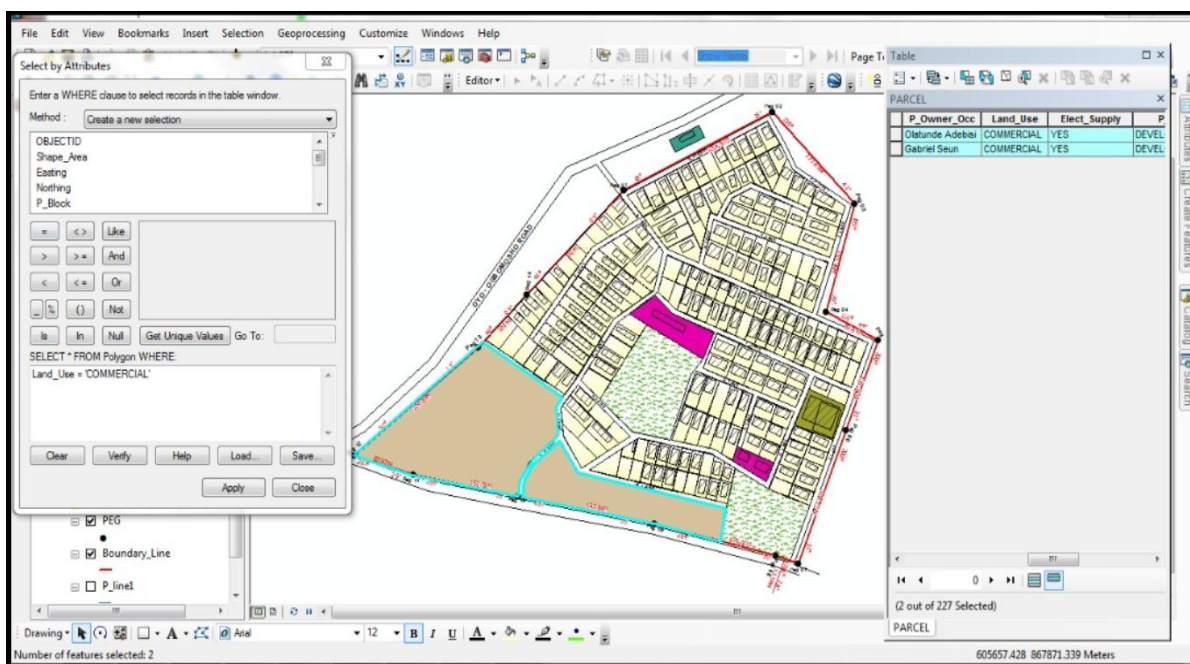 File Edit View Bookmarks Insert Selection Geoprocessing Customize Windows Help
Select by Attributes
Enter a WHERE clause to select records in the table window.
Method : Create a new selection
OBJECTID
Shape_Area
Easting
Northing
P_Block
= < > Like
> > = And
< < = Or
_ % () Not
Is In Null Get Unique Values Go To:
SELECT * FROM Polygon WHERE:
Land_Use = 'COMMERCIAL'
Clear Verify Help Load... Save...
Apply Close
PEG
Boundary_Line
P_line1
Editor
Page T
OYO - OGBOMOSHO ROAD
Table
PARCEL
P_Owner_Occ Land_Use Elect_Supply P
Olatunde Adebisi COMMERCIAL YES DEVEL
Gabriel Seun COMMERCIAL YES DEVEL
0
(2 out of 227 Selected)
PARCEL
Attributes
Create Features
Catalog
Search
Drawing A Arial 12 B I U A
Number of features selected: 2
605657.428 867871.339 Meters